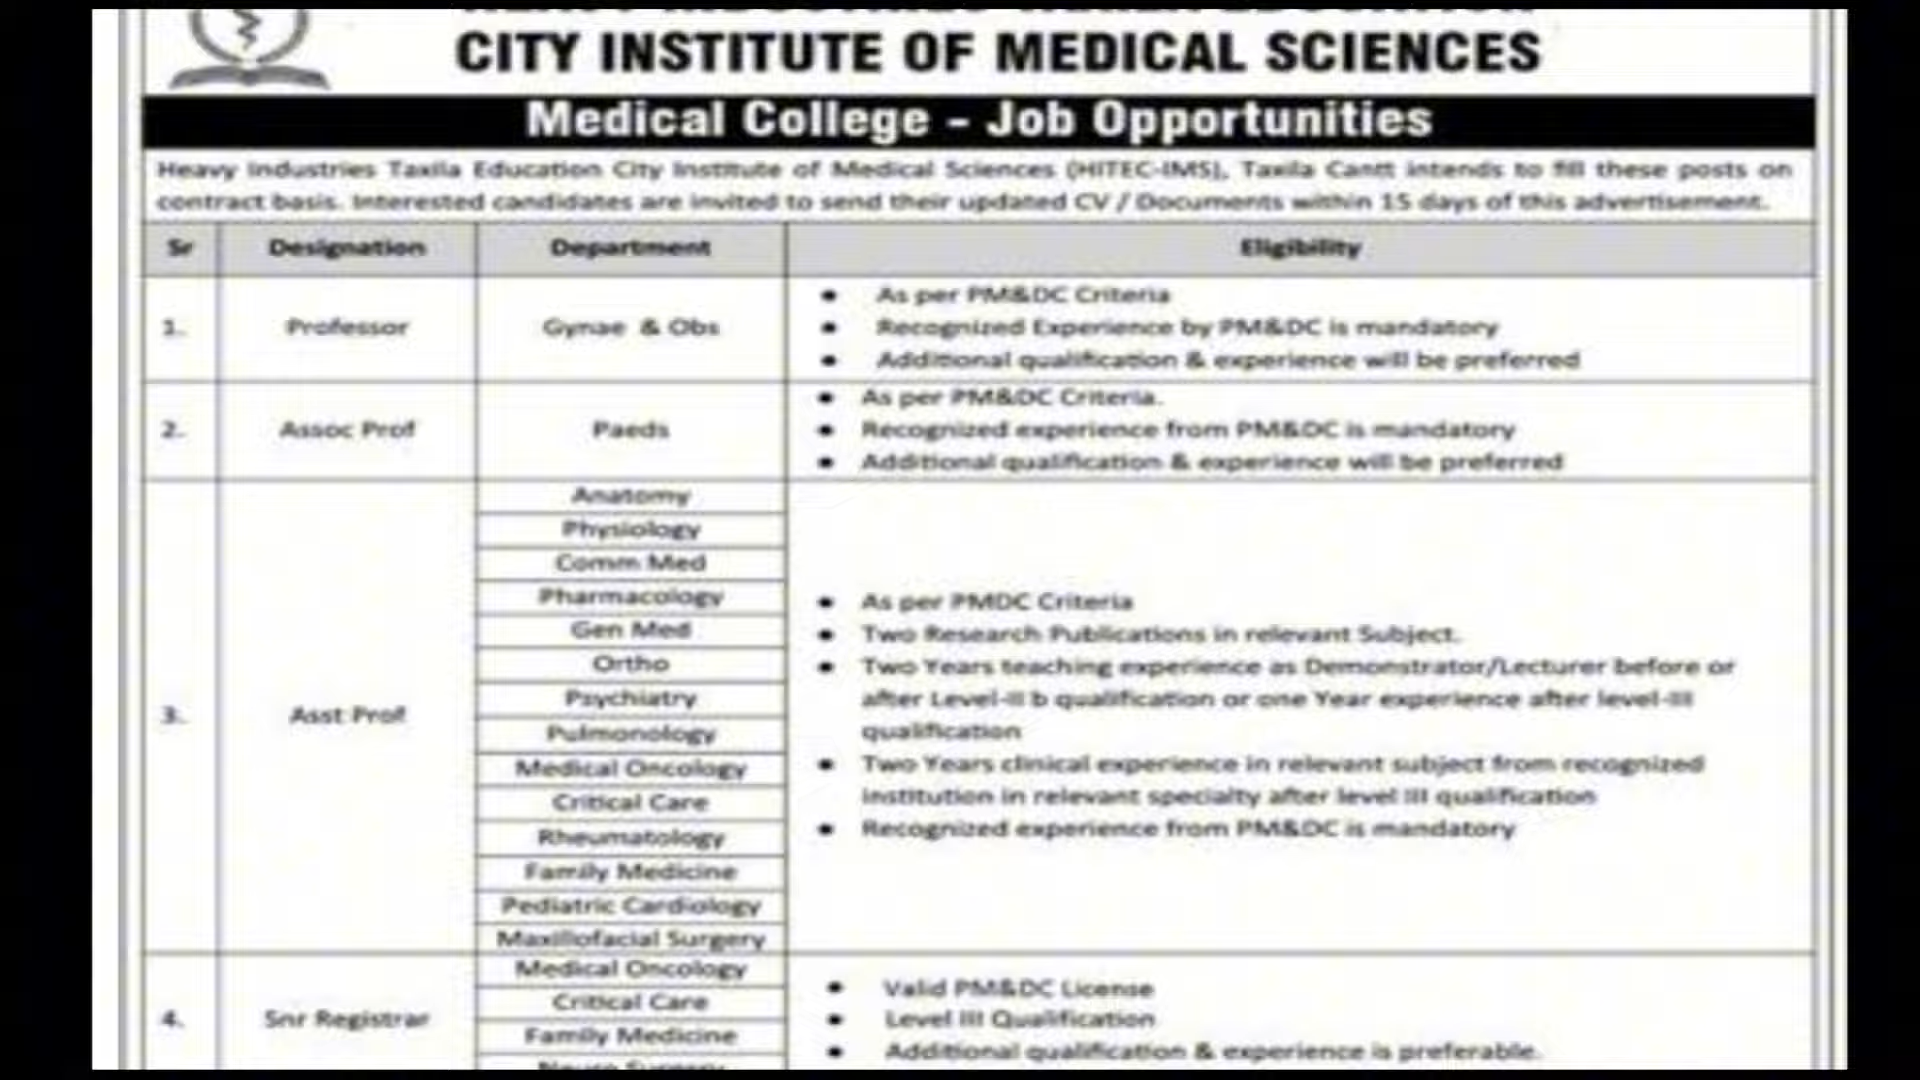 CITY INSTITUTE OF MEDICAL SCIENCES
Medical College - Job Opportunities
Heavy Industries Taxila Education City Institute of Medical Sciences (HITEC-IMS), Taxila Cantt intends to fill these posts on
contract basis. Interested candidates are invited to send their updated CV / Documents within 15 days of this advertisement.
Sr Designation Department Eligibility
1. Professor Gynae & Obs
• As per PM&DC Criteria
• Recognized Experience by PM&DC is mandatory
• Additional qualification & experience will be preferred
2. Assoc Prof Paeds
• As per PM&DC Criteria.
• Recognized experience from PM&DC is mandatory
• Additional qualification & experience will be preferred
3. Asst Prof
Anatomy
Physiology
Comm Med
Pharmacology
Gen Med
Ortho
Psychiatry
Pulmonology
Medical Oncology
Critical Care
Rheumatology
Family Medicine
Pediatric Cardiology
Maxillofacial Surgery
• As per PMDC Criteria
• Two Research Publications in relevant Subject.
• Two Years teaching experience as Demonstrator/Lecturer before or
after Level-II b qualification or one Year experience after level-III
qualification
• Two Years clinical experience in relevant subject from recognized
institution in relevant specialty after level III qualification
• Recognized experience from PM&DC is mandatory
4. Snr Registrar
Medical Oncology
Critical Care
Family Medicine
Neuro Surgery
• Valid PM&DC License
• Level III Qualification
• Additional qualification & experience is preferable.